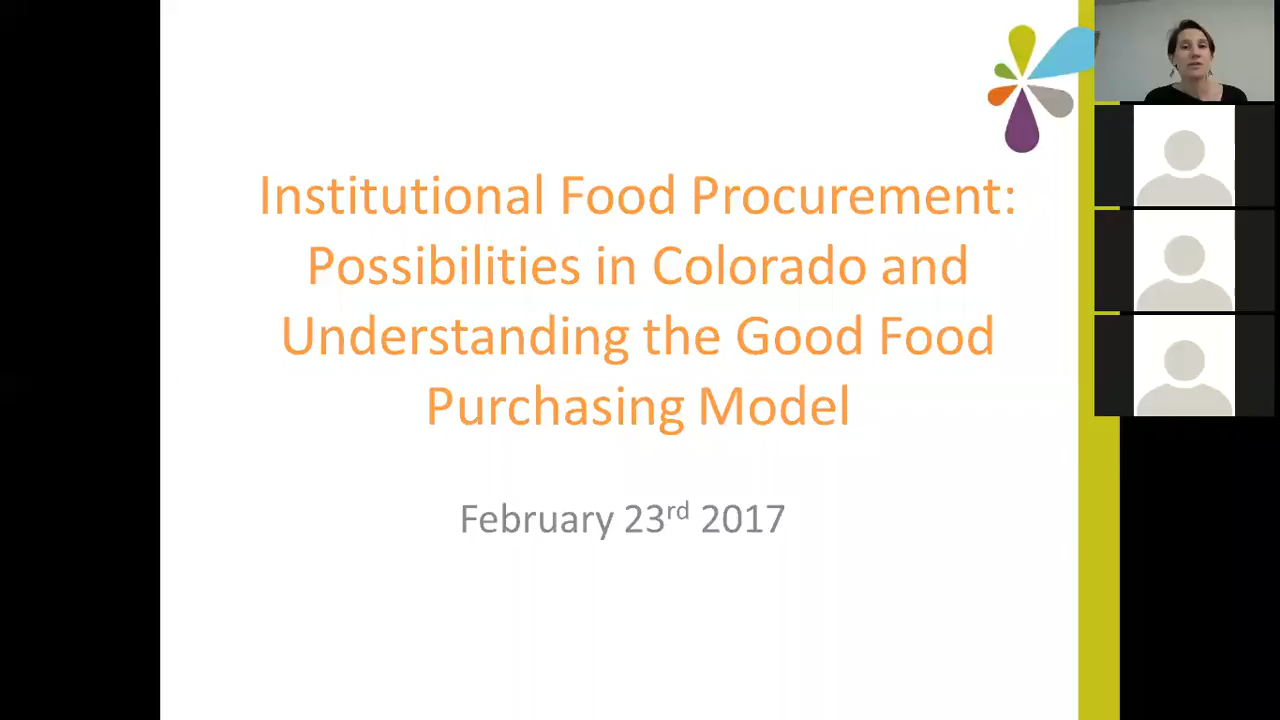 Institutional Food Procurement:
Possibilities in Colorado and
Understanding the Good Food
Purchasing Model
February 23rd 2017